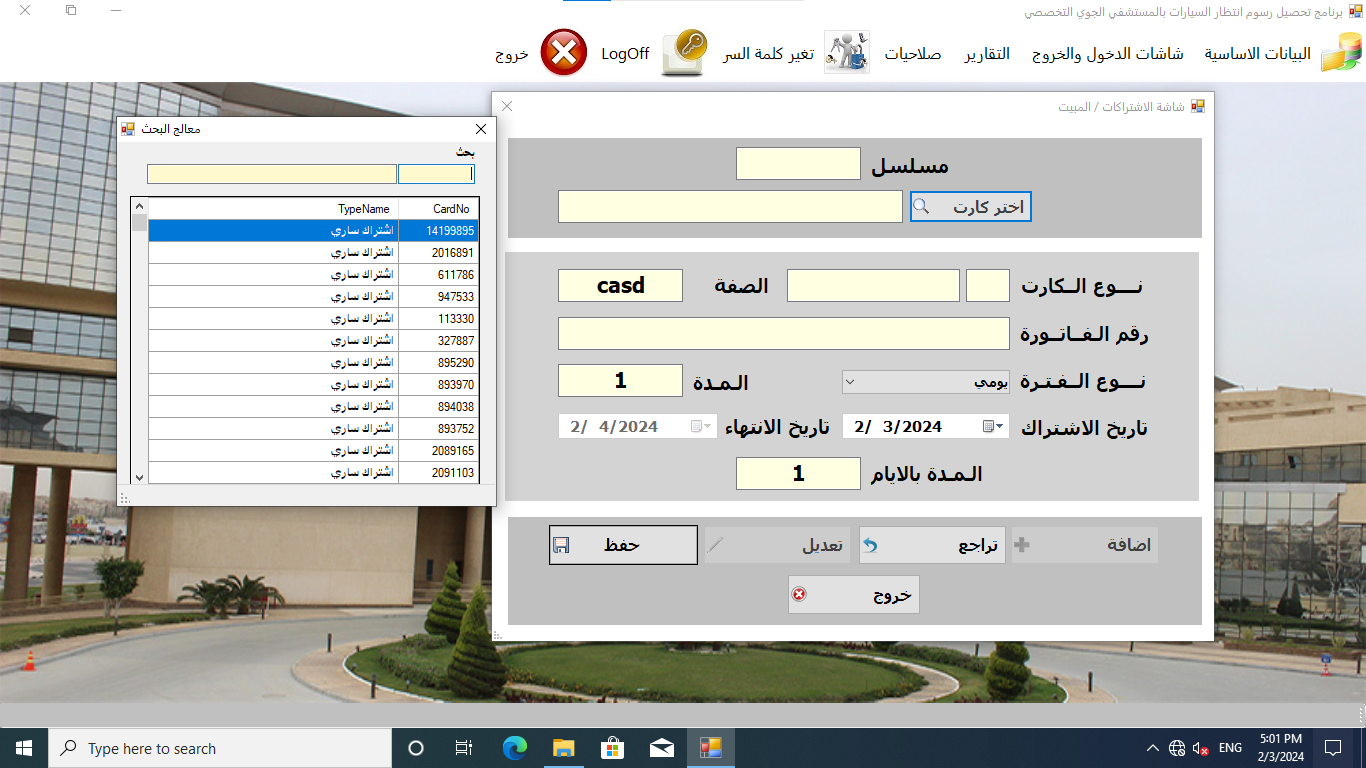 برنامج تحصيل رسوم انتظار السيارات بالمستشفي الجوي التخصصي
البيانات الاساسية شاشات الدخول والخروج التقارير صلاحيات تغير كلمة السر LogOff خروج
شاشة الاشتراكات / المبيت
مسلسل
اختر كارت
نـــوع الــكارت الصفة casd
رقم الـفـاتـورة
نـــوع الـفـتـرة يومي الـمـدة 1
تاريخ الاشتراك 2/ 3/2024 تاريخ الانتهاء 2/ 4/2024
الـمـدة بالايام 1
اضافة تراجع تعديل حفظ
خروج
معالج البحث
بحث
CardNo TypeName
14199895 اشتراك ساري
2016891 اشتراك ساري
611786 اشتراك ساري
947533 اشتراك ساري
113330 اشتراك ساري
327887 اشتراك ساري
895290 اشتراك ساري
893970 اشتراك ساري
894038 اشتراك ساري
893752 اشتراك ساري
2089165 اشتراك ساري
2091103 اشتراك ساري
Type here to search
ENG
5:01 PM
2/3/2024